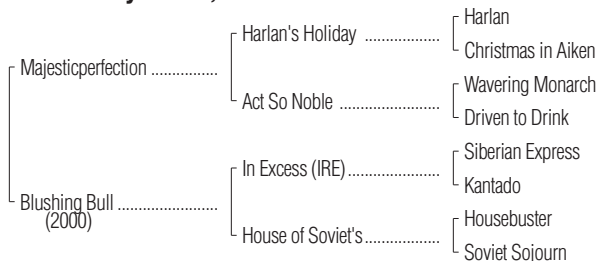 Harlan
Harlan's Holiday ..................
Christmas in Aiken
Majesticperfection ................
Wavering Monarch
Act So Noble ........................
Driven to Drink
Siberian Express
In Excess (IRE)......................
Kantado
Blushing Bull ........................
(2000)
Housebuster
House of Soviet's..................
Soviet Sojourn